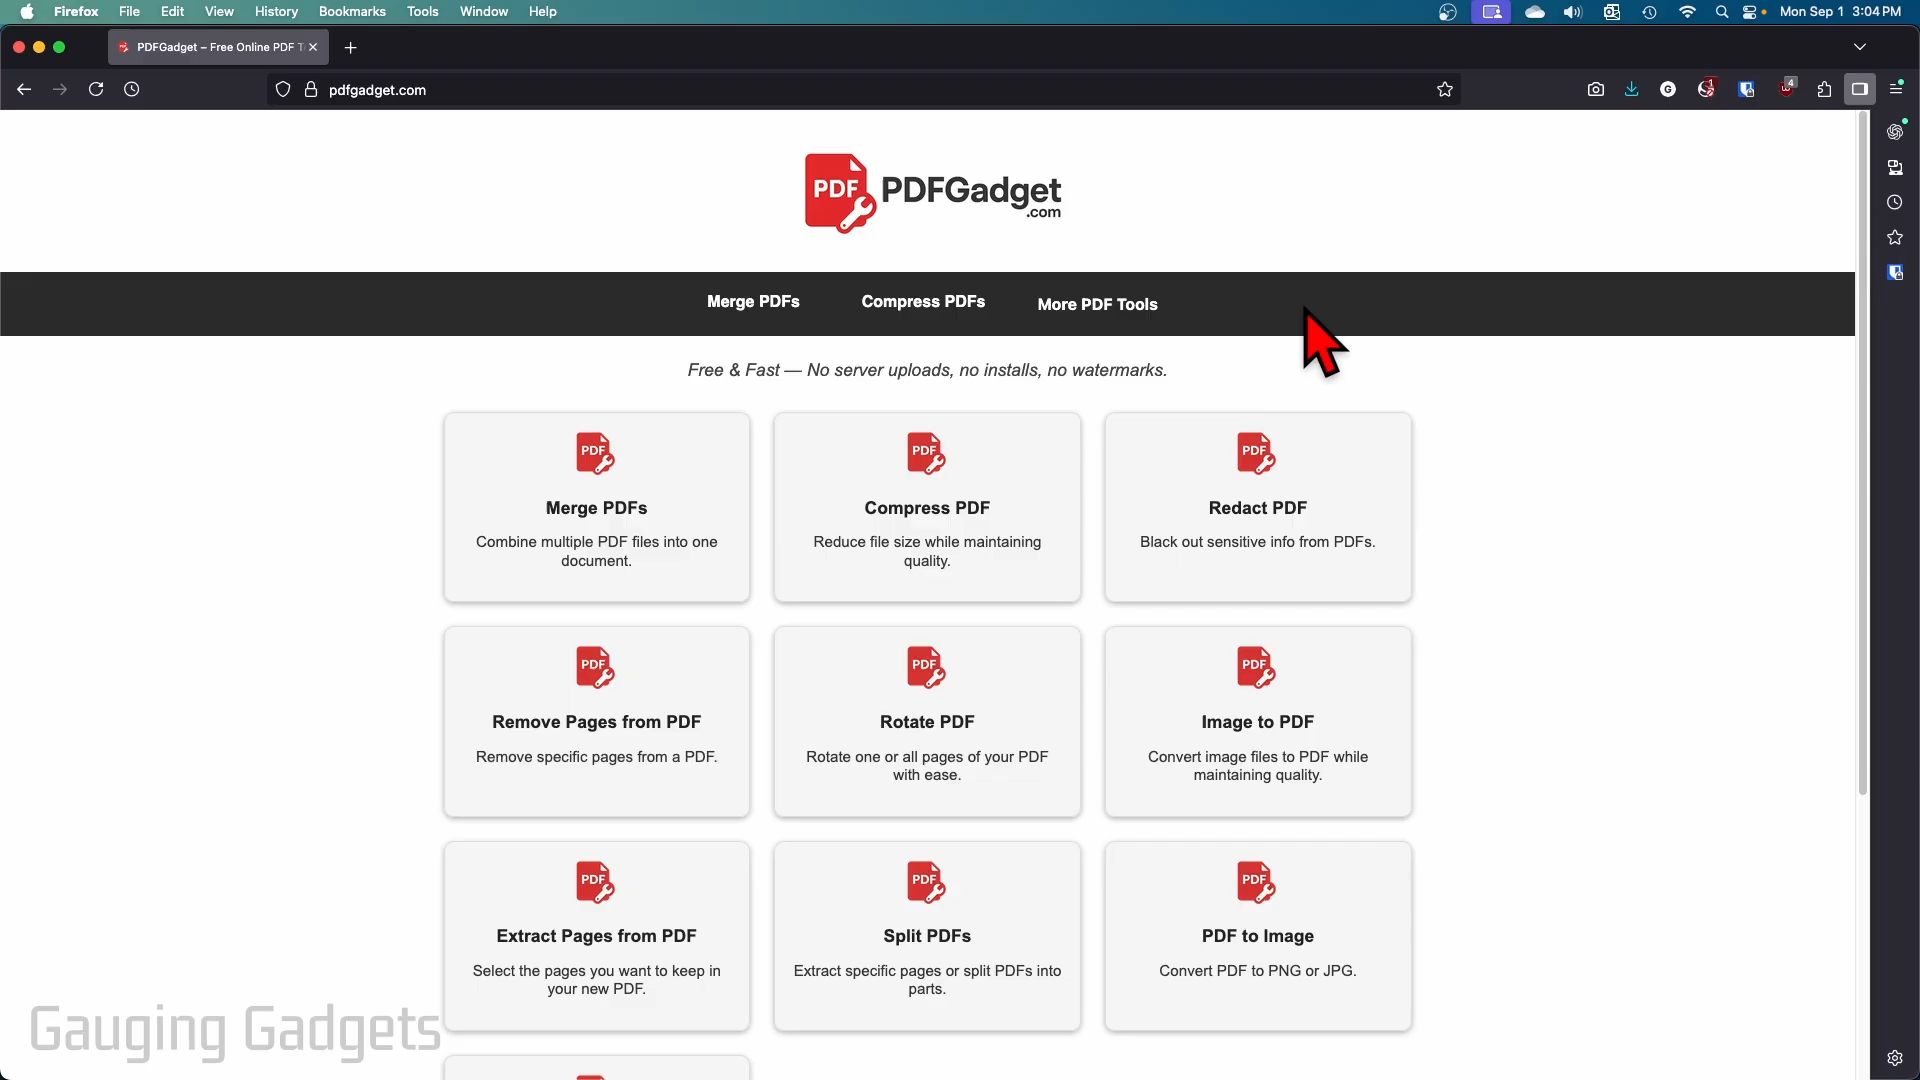 Firefox File Edit View History Bookmarks Tools Window Help Mon Sep 1 3:04 PM
PDFGadget – Free Online PDF T
pdfgadget.com
G
1
4
PDF PDFGadget
.com
Merge PDFs Compress PDFs More PDF Tools
Free & Fast — No server uploads, no installs, no watermarks.
PDF PDF PDF
Merge PDFs Compress PDF Redact PDF
Combine multiple PDF files into one Reduce file size while maintaining Black out sensitive info from PDFs.
document. quality.
PDF PDF PDF
Remove Pages from PDF Rotate PDF Image to PDF
Remove specific pages from a PDF. Rotate one or all pages of your PDF Convert image files to PDF while
with ease. maintaining quality.
PDF PDF PDF
Extract Pages from PDF Split PDFs PDF to Image
Select the pages you want to keep in Extract specific pages or split PDFs into Convert PDF to PNG or JPG.
your new PDF. parts.
Gauging Gadgets